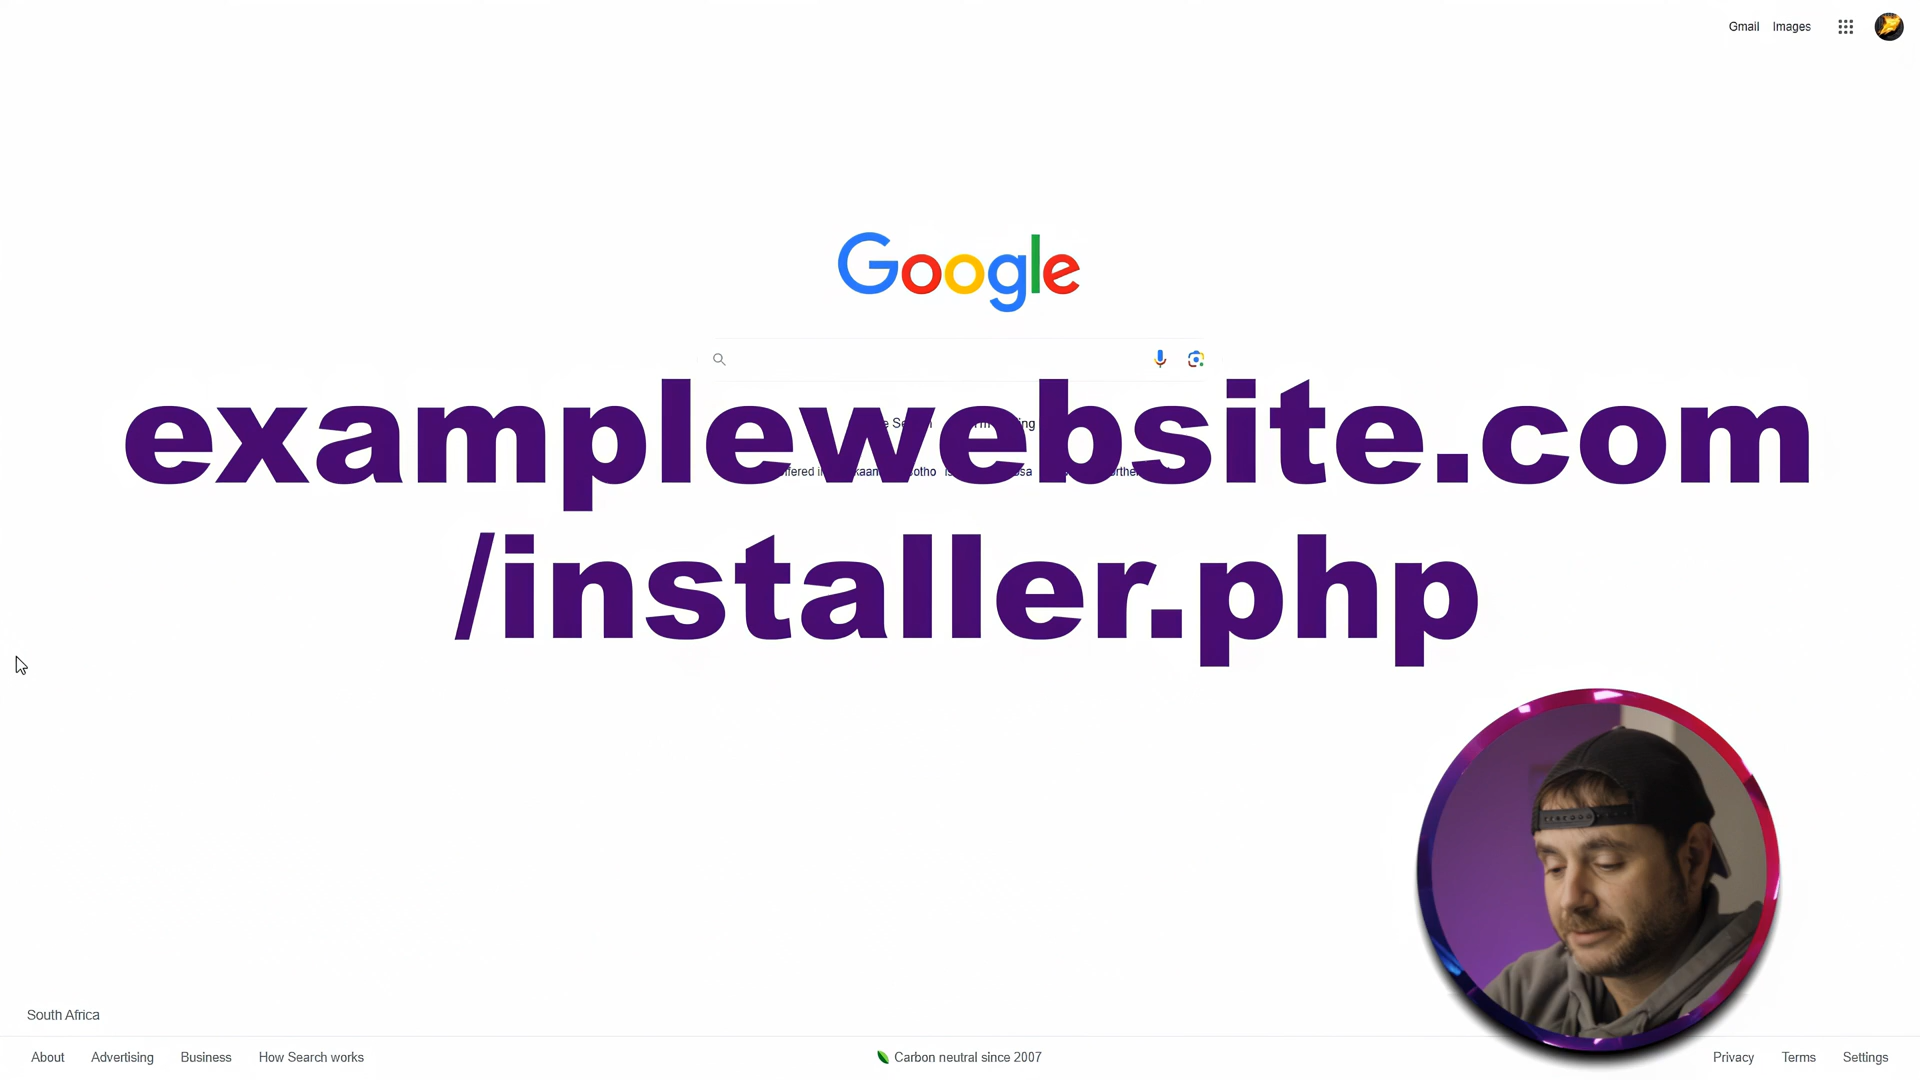 Gmail Images
Google
examplewebsite.com
/installer.php
South Africa
About Advertising Business How Search works
Carbon neutral since 2007
Privacy Terms Settings